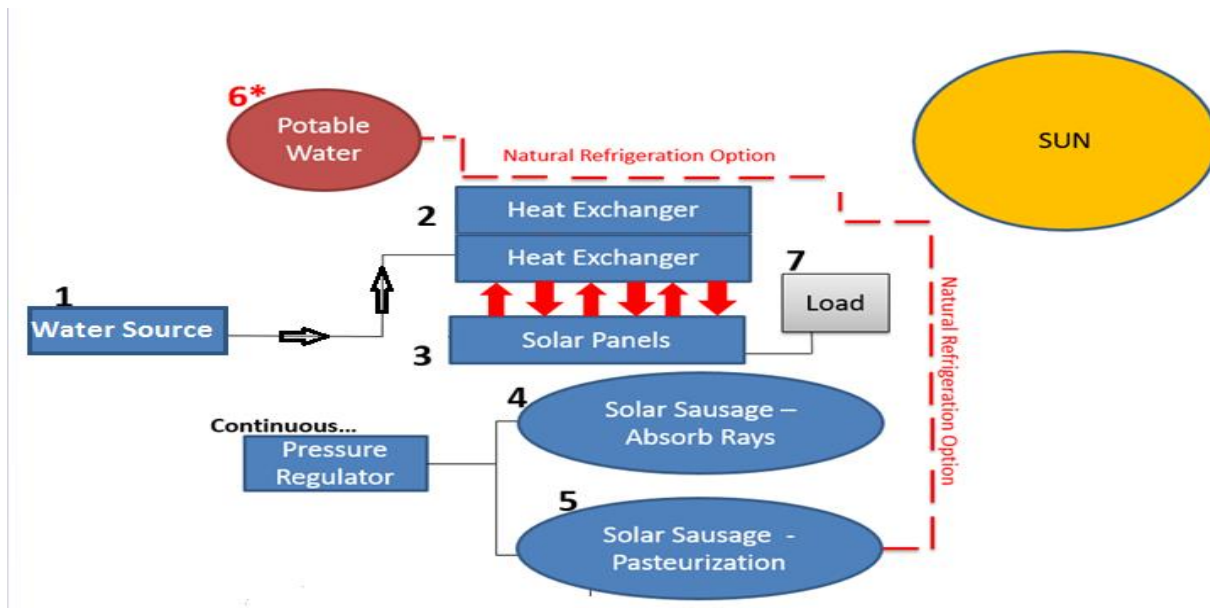 6*
Potable
Water
SUN
Natural Refrigeration Option
2
Heat Exchanger
Heat Exchanger
7
Load
1
Water Source
3
Solar Panels
Natural Refrigeration Option
4
Solar Sausage –
Absorb Rays
Continuous...
Pressure
Regulator
5
Solar Sausage -
Pasteurization